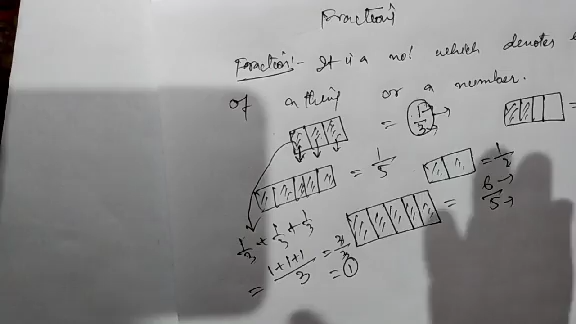 Fraction
Fraction:- It is a no. which denotes
of a thing or a number.
= 1/3
=
= 1/5
= 1/2
1/3 + 1/3 + 1/3
=
6/5
= 1+1+1/3 = 3/3
= 1